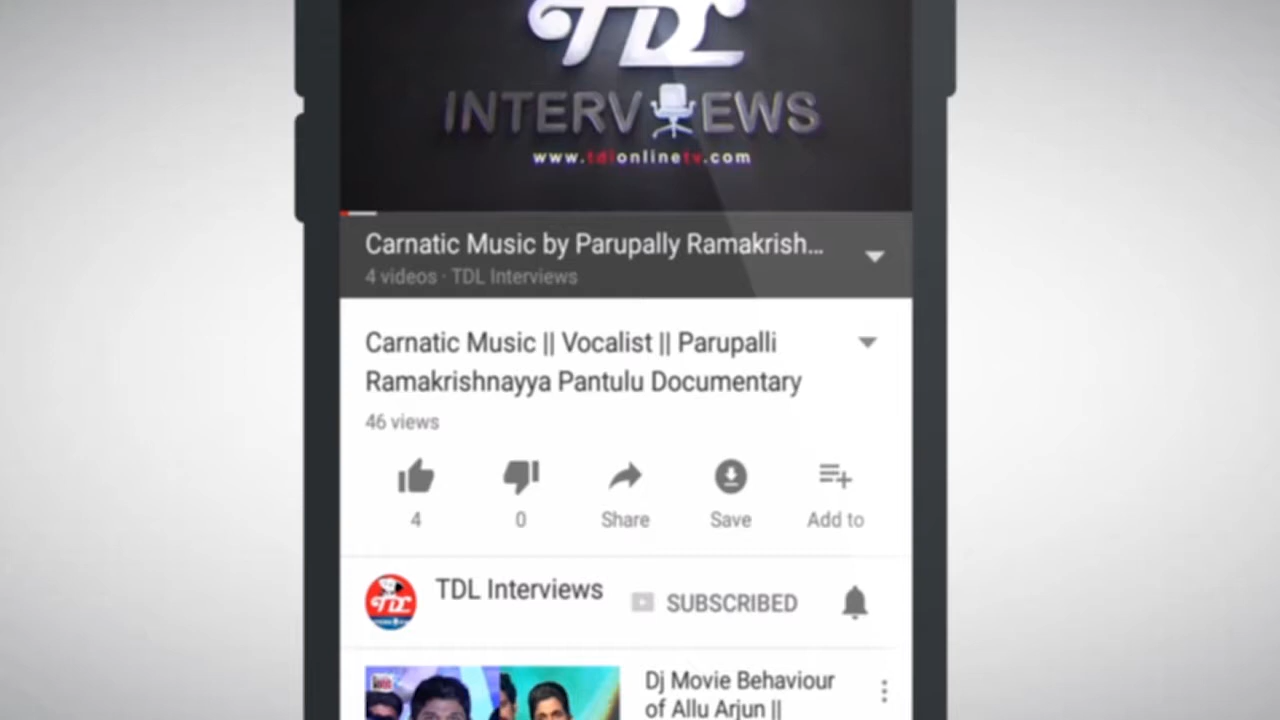 TDL
INTERVIEWS
www.tdlonlinetv.com
Carnatic Music by Parupally Ramakrish...
4 videos · TDL Interviews
Carnatic Music || Vocalist || Parupalli
Ramakrishnayya Pantulu Documentary
46 views
4
0
Share
Save
Add to
TDL
TDL Interviews
SUBSCRIBED
Dj Movie Behaviour
of Allu Arjun ||